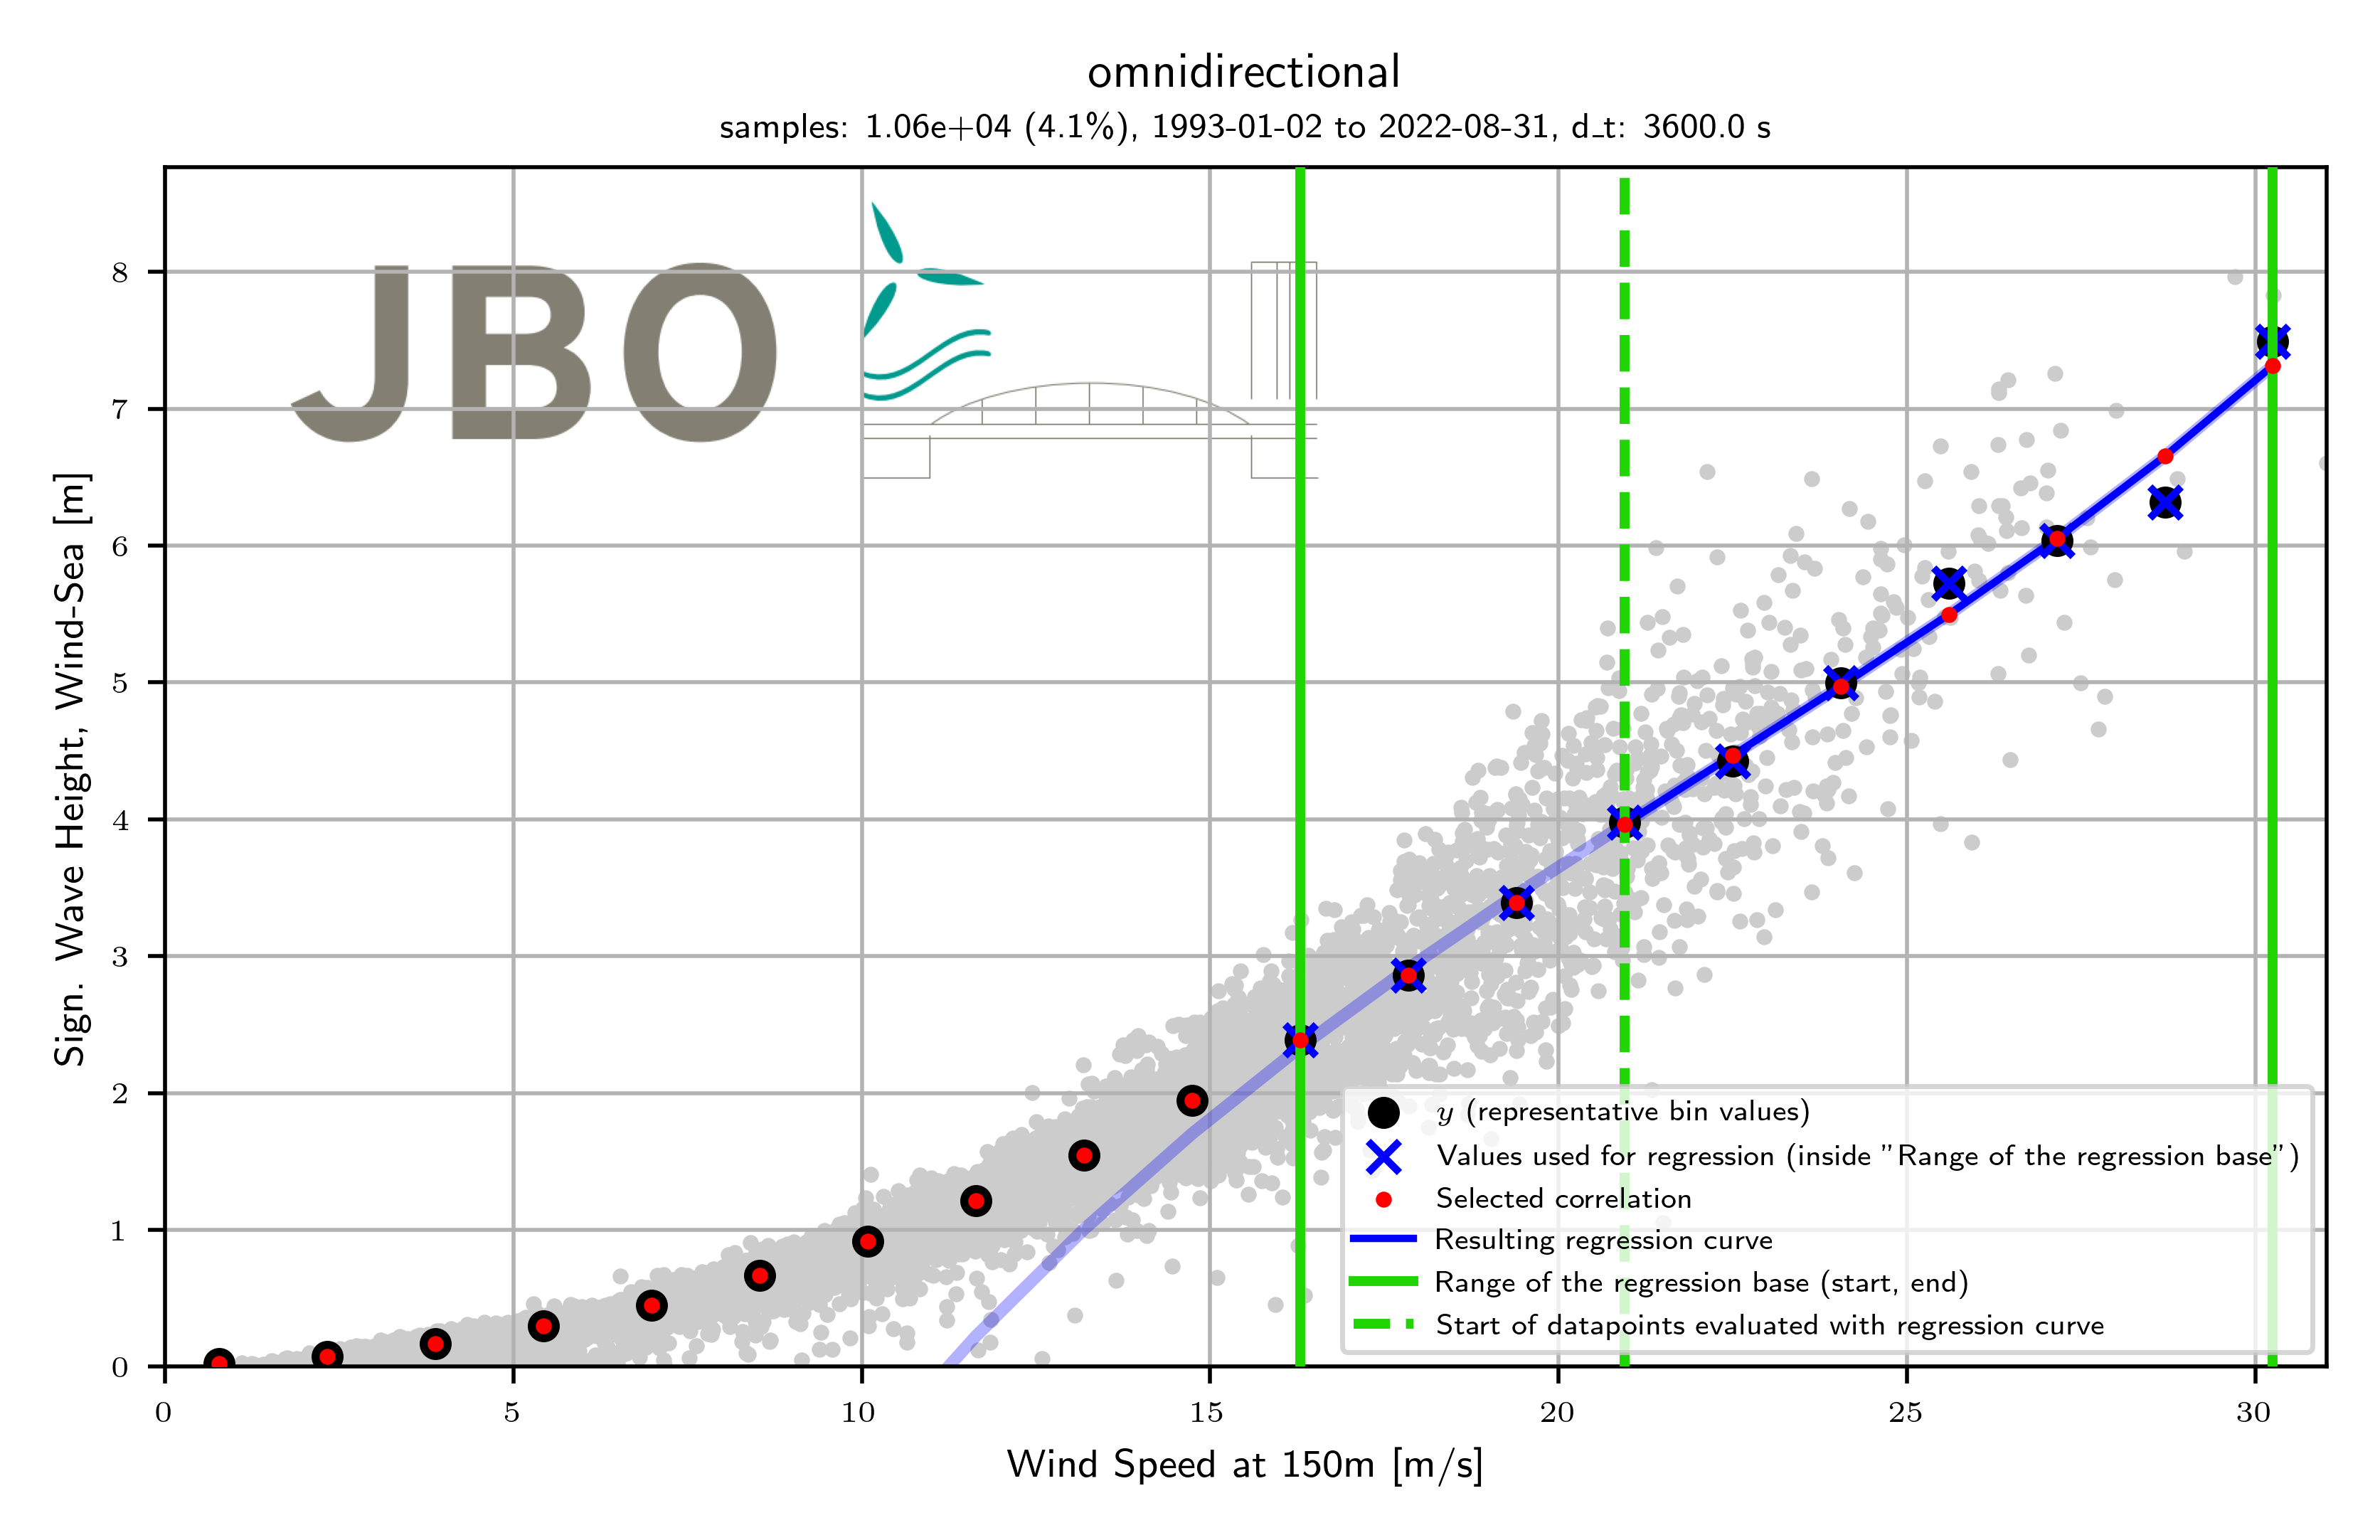 omnidirectional
samples: 1.06e+04 (4.1%), 1993-01-02 to 2022-08-31, d_t: 3600.0 s
JBO
8
7
6
5
4
3
2
1
0
Sign. Wave Height, Wind-Sea [m]
y (representative bin values)
Values used for regression (inside "Range of the regression base")
Selected correlation
Resulting regression curve
Range of the regression base (start, end)
Start of datapoints evaluated with regression curve
0 5 10 15 20 25 30
Wind Speed at 150m [m/s]